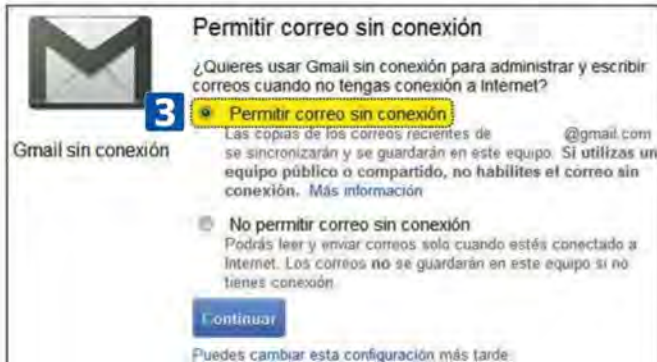 Permitir correo sin conexión
¿Quieres usar Gmail sin conexión para administrar y escribir
correos cuando no tengas conexión a Internet?
3
Permitir correo sin conexión
Gmail sin conexión
Las copias de los correos recientes de @gmail.com
se sincronizarán y se guardarán en este equipo. Si utilizas un
equipo público o compartido, no habilites el correo sin
conexión. Más información
No permitir correo sin conexión
Podrás leer y enviar correos solo cuando estés conectado a
Internet. Los correos no se guardarán en este equipo si no
tienes conexión
Continuar
Puedes cambiar esta configuración más tarde